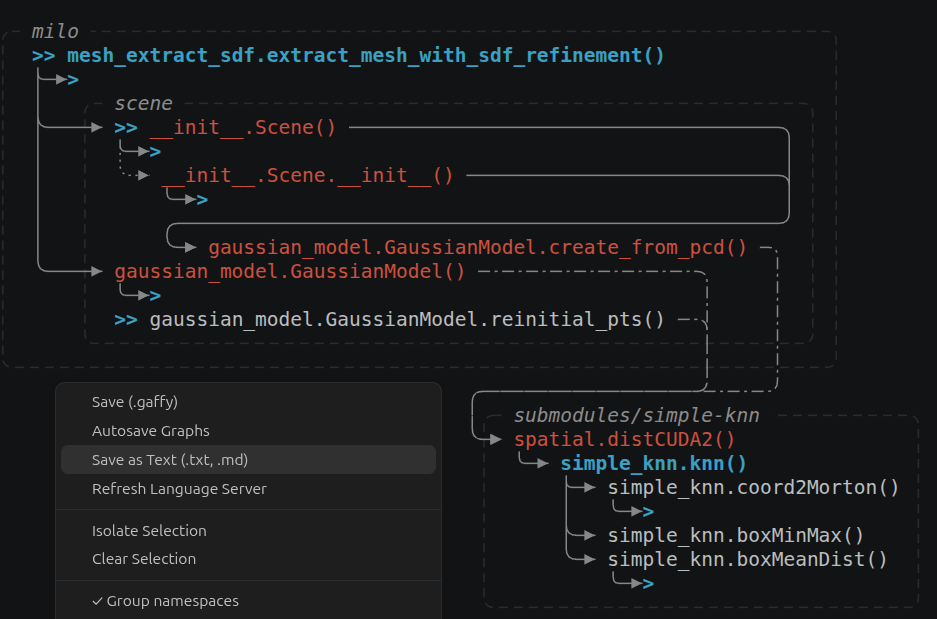 milo
>> mesh_extract_sdf.extract_mesh_with_sdf_refinement()
>
scene
>> __init__.Scene()
>
__init__.Scene.__init__()
>
gaussian_model.GaussianModel.create_from_pcd()
gaussian_model.GaussianModel()
>
>> gaussian_model.GaussianModel.reinitial_pts()
submodules/simple-knn
spatial.distCUDA2()
simple_knn.knn()
simple_knn.coord2Morton()
>
simple_knn.boxMinMax()
simple_knn.boxMeanDist()
>
Save (.gaffy)
Autosave Graphs
Save as Text (.txt, .md)
Refresh Language Server
Isolate Selection
Clear Selection
✓ Group namespaces